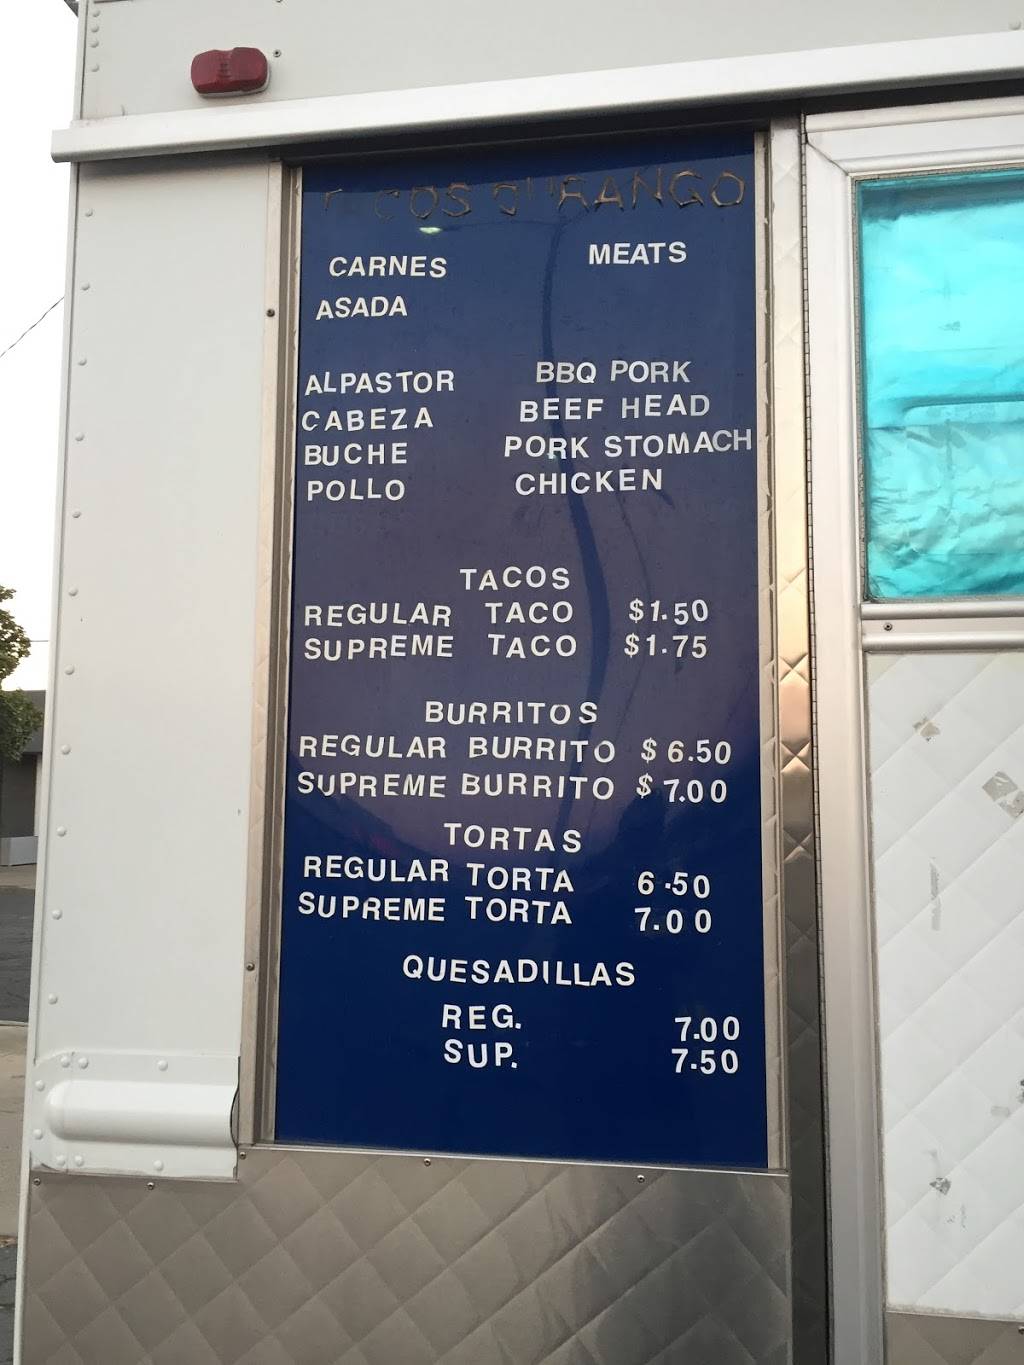 COS DURANGO
CARNES MEATS
ASADA
ALPASTOR BBQ PORK
CABEZA BEEF HEAD
BUCHE PORK STOMACH
POLLO CHICKEN
TACOS
REGULAR TACO $1.50
SUPREME TACO $1.75
BURRITOS
REGULAR BURRITO $6.50
SUPREME BURRITO $7.00
TORTAS
REGULAR TORTA 6.50
SUPREME TORTA 7.00
QUESADILLAS
REG. 7.00
SUP. 7.50